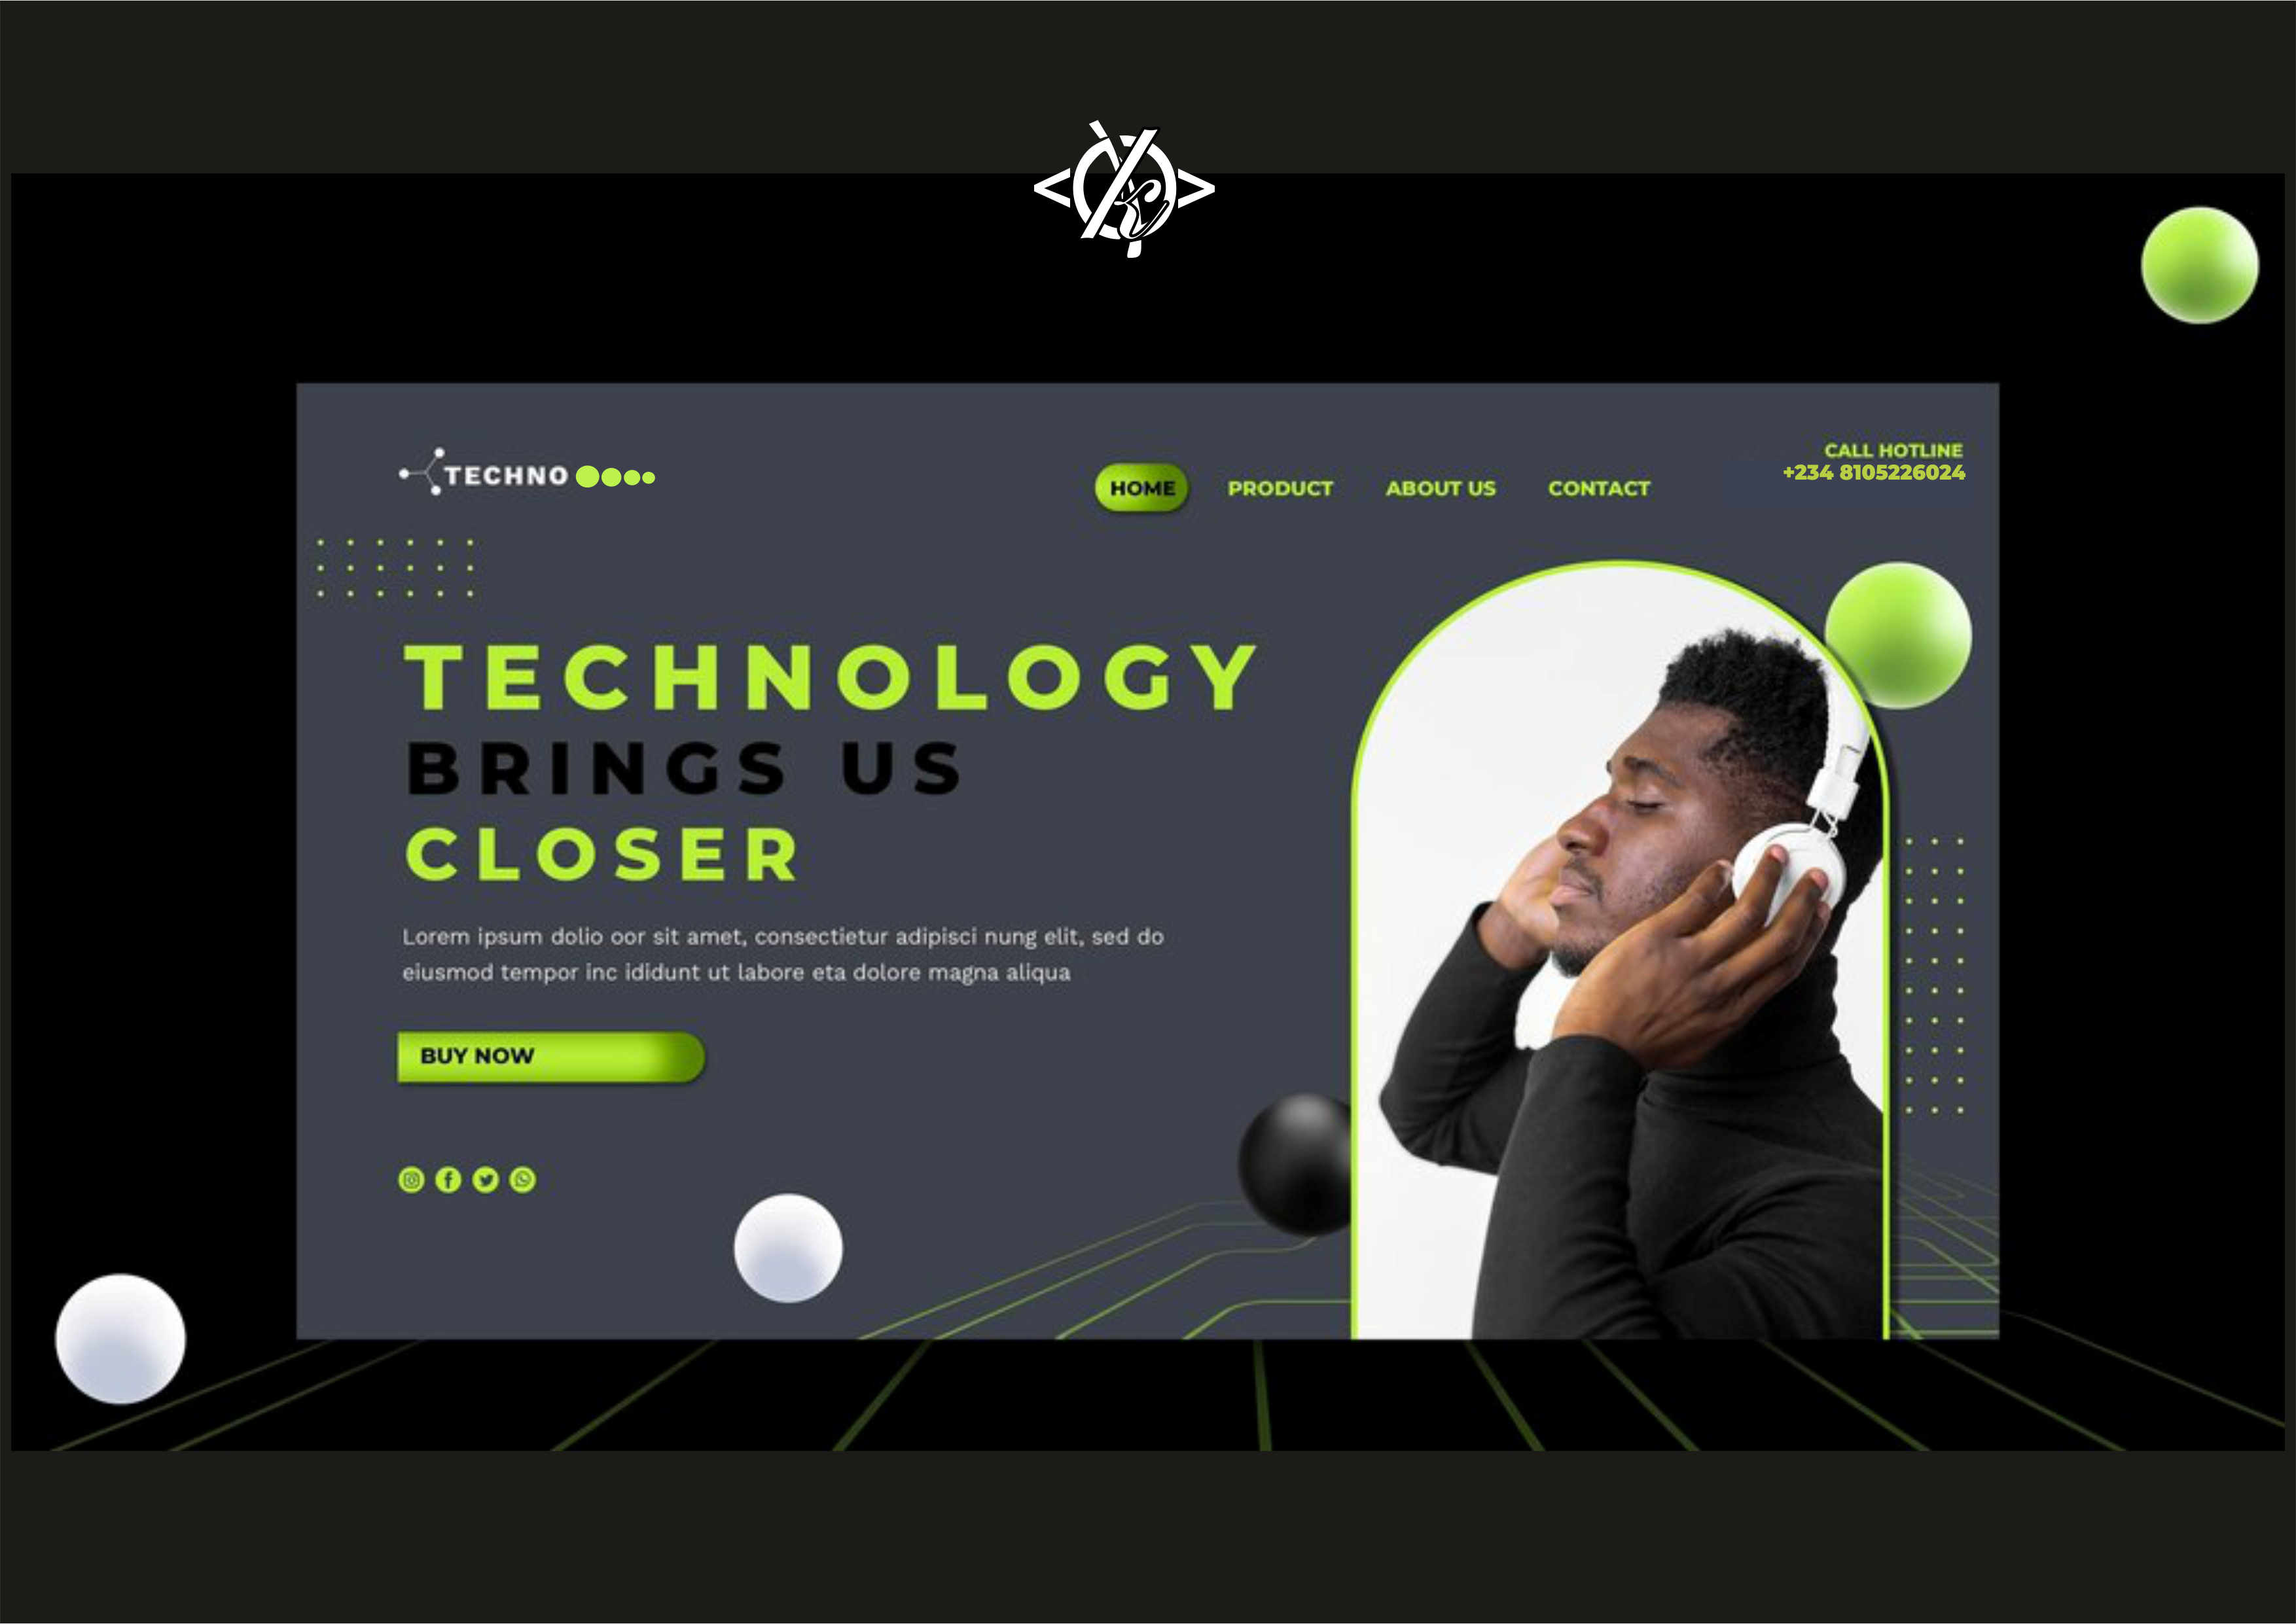 TECHNO
HOME PRODUCT ABOUT US CONTACT
CALL HOTLINE
+234 8105226024
TECHNOLOGY
BRINGS US
CLOSER
Lorem ipsum dolio oor sit amet, consectietur adipisci nung elit, sed do
eiusmod tempor inc ididunt ut labore eta dolore magna aliqua
BUY NOW